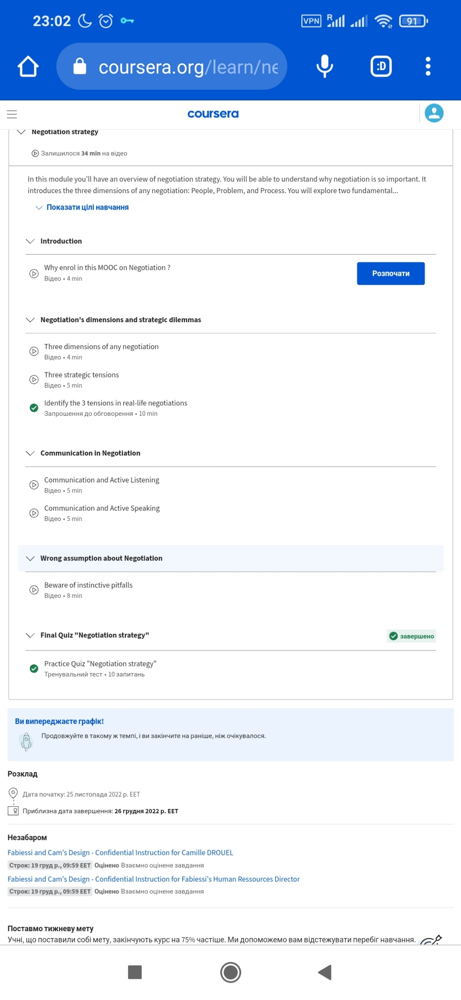 23:02
VPN
R
91
coursera.org/learn/ne
:D
coursera
Negotiation strategy
Залишилося 34 min на відео
In this module you'll have an overview of negotiation strategy. You will be able to understand why negotiation is so important. It
introduces the three dimensions of any negotiation: People, Problem, and Process. You will explore two fundamental...
Показати цілі навчання
Introduction
Why enrol in this MOOC on Negotiation ?
Відео • 4 min
Розпочати
Negotiation's dimensions and strategic dilemmas
Three dimensions of any negotiation
Відео • 4 min
Three strategic tensions
Відео • 5 min
Identify the 3 tensions in real-life negotiations
Запрошення до обговорення • 10 min
Communication in Negotiation
Communication and Active Listening
Відео • 5 min
Communication and Active Speaking
Відео • 5 min
Wrong assumption about Negotiation
Beware of instinctive pitfalls
Відео • 8 min
Final Quiz "Negotiation strategy"
завершено
Practice Quiz "Negotiation strategy"
Тренувальний тест • 10 запитань
Ви випереджаєте графік!
Продовжуйте в такому ж темпі, і ви закінчите на раніше, ніж очікувалося.
Розклад
Дата початку: 25 листопада 2022 р. EET
Приблизна дата завершення: 26 грудня 2022 р. EET
Незабаром
Fabiessi and Cam's Design - Confidential Instruction for Camille DROUEL
Строк: 19 груд р., 09:59 EET Оцінено Взаємно оцінене завдання
Fabiessi and Cam's Design - Confidential Instruction for Fabiessi's Human Ressources Director
Строк: 19 груд р., 09:59 EET Оцінено Взаємно оцінене завдання
Поставмо тижневу мету
Учні, що поставили собі мету, закінчують курс на 75% частіше. Ми допоможемо вам відстежувати перебіг навчання.